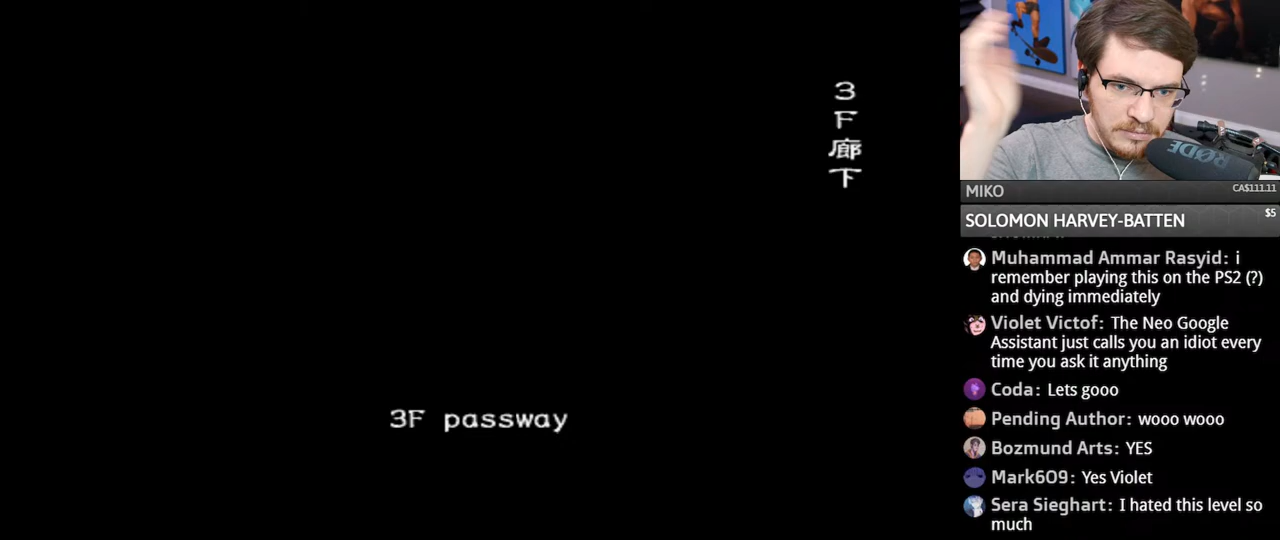 3F廊下
3F passway
RØDE
MIKO
CA$111.11
SOLOMON HARVEY-BATTEN
$5
Muhammad Ammar Rasyid: i
remember playing this on the PS2 (?)
and dying immediately
Violet Victof: The Neo Google
Assistant just calls you an idiot every
time you ask it anything
Coda: Lets gooo
Pending Author: wooo wooo
Bozmund Arts: YES
Mark609: Yes Violet
Sera Sieghart: I hated this level so
much